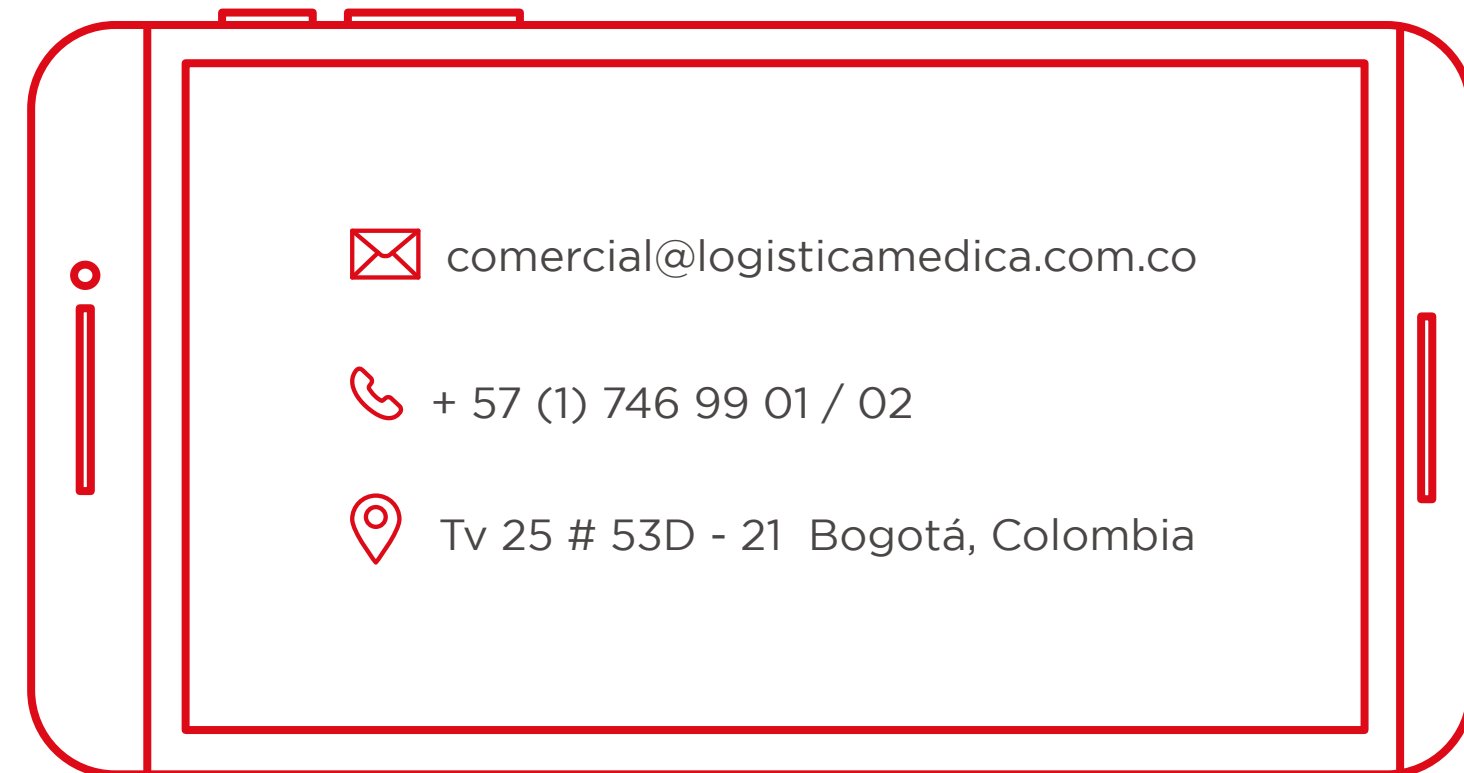 comercial@logisticamedica.com.co
+ 57 (1) 746 99 01 / 02
Tv 25 # 53D - 21 Bogotá, Colombia